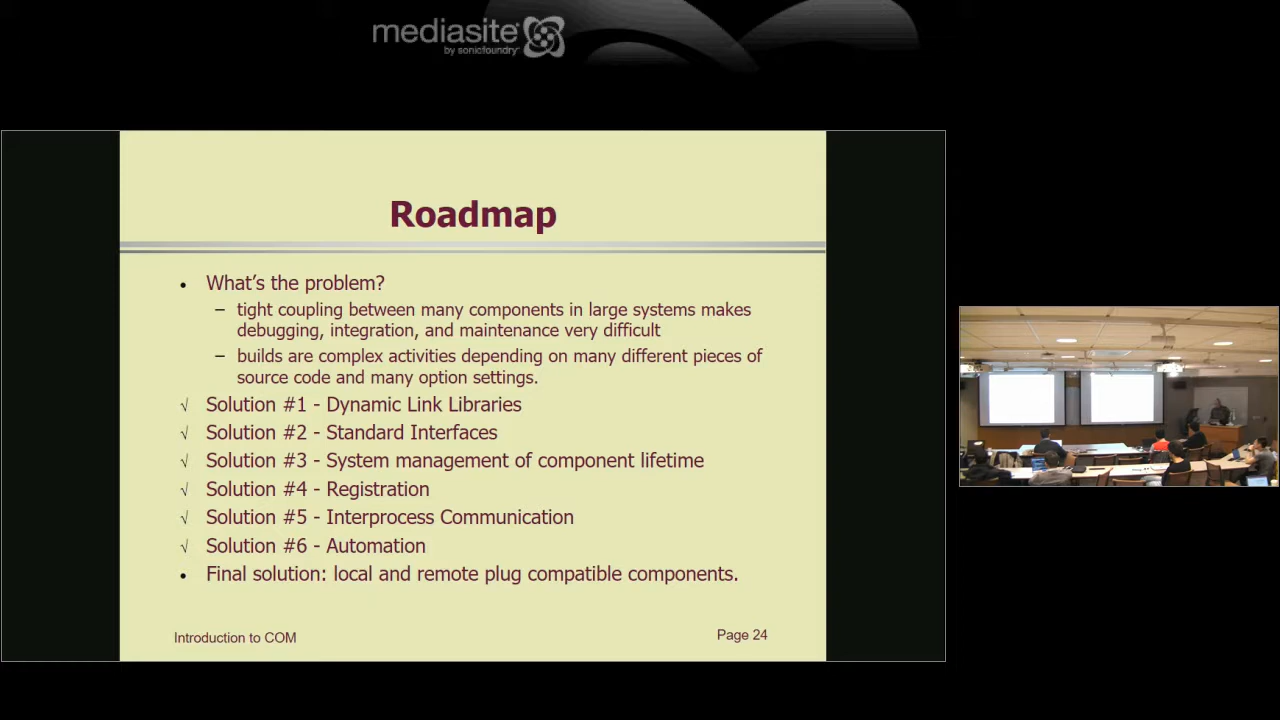 mediasite
by sonicfoundry
Roadmap
• What's the problem?
– tight coupling between many components in large systems makes
debugging, integration, and maintenance very difficult
– builds are complex activities depending on many different pieces of
source code and many option settings.
√ Solution #1 - Dynamic Link Libraries
√ Solution #2 - Standard Interfaces
√ Solution #3 - System management of component lifetime
√ Solution #4 - Registration
√ Solution #5 - Interprocess Communication
√ Solution #6 - Automation
• Final solution: local and remote plug compatible components.
Introduction to COM
Page 24